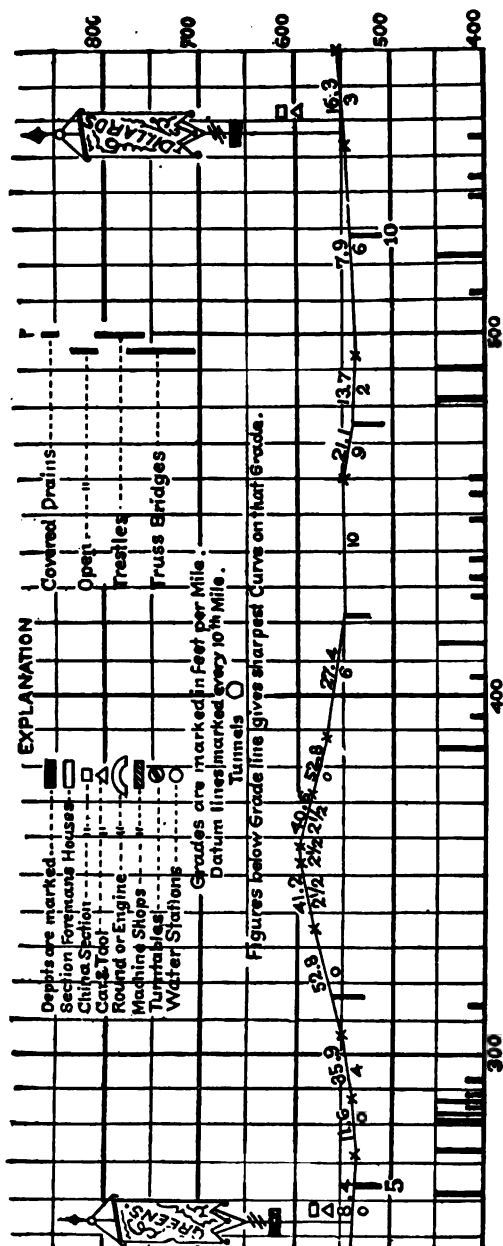 EXPLANATION
Depots are marked
Section Foremans Houses
China Section " "
Car & Tool " "
Round or Engine "
Machine Shops
Turntables
Water Stations
Covered Drains
Open " "
Trestles
Truss Bridges
Grades are marked in Feet per Mile.
Datum lines marked every 10th Mile.
Tunnels
Figures below Grade line gives sharpest Curve on that Grade.
GREENS.
DILLARDS
800
700
600
500
400
8.4
5
11.6
35.9
4
52.8
41.2
2½
2½
2½
52.8
27.4
6
10
21.1
9
13.7
2
7.9
6
10
16.3
3
300
400
500